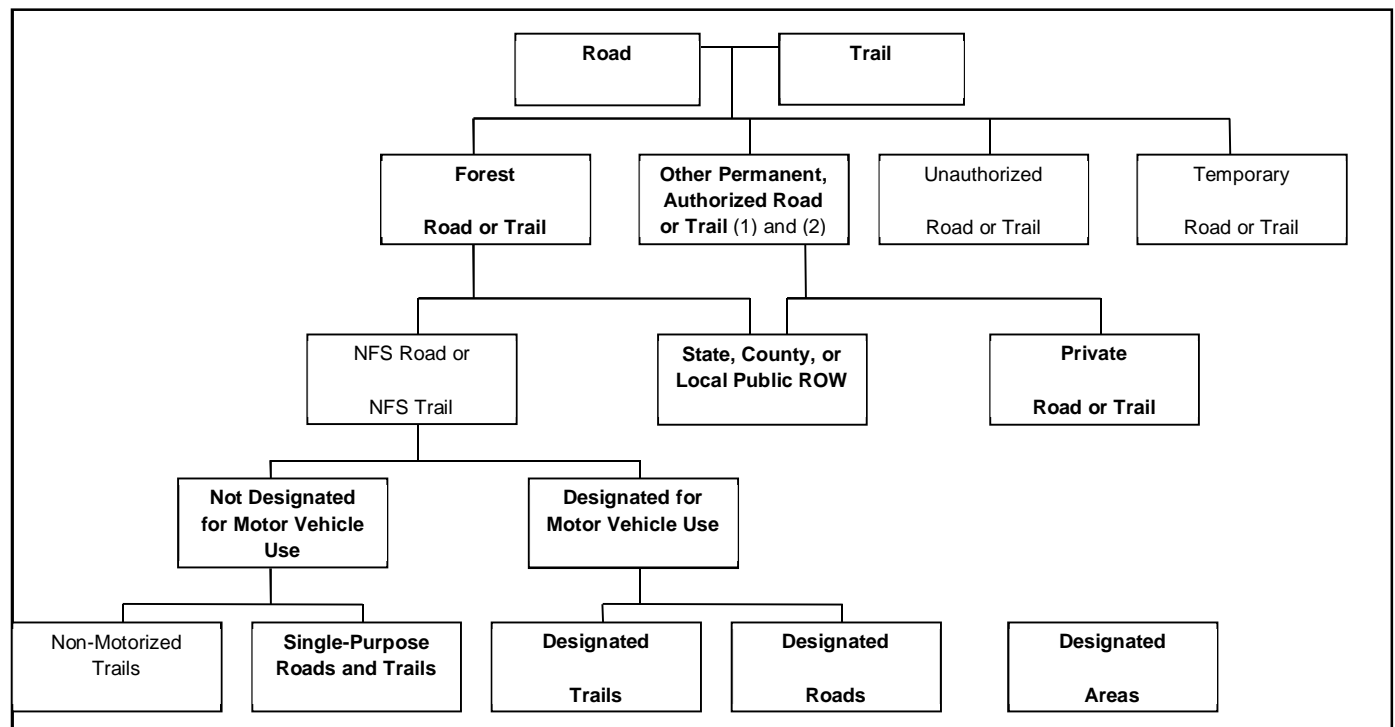 Road
Trail
Forest
Road or Trail
Other Permanent,
Authorized Road
or Trail (1) and (2)
Unauthorized
Road or Trail
Temporary
Road or Trail
NFS Road or
NFS Trail
State, County, or
Local Public ROW
Private
Road or Trail
Not Designated
for Motor Vehicle
Use
Designated for
Motor Vehicle Use
Non-Motorized
Trails
Single-Purpose
Roads and Trails
Designated
Trails
Designated
Roads
Designated
Areas